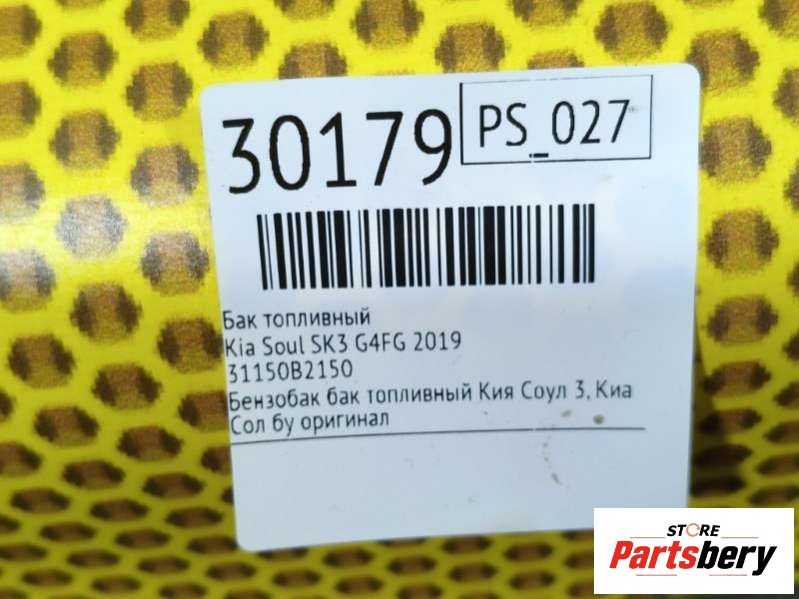 30179
PS_027
Бак топливный
Kia Soul SK3 G4FG 2019
31150B2150
Бензобак бак топливный Кия Соул 3, Киа
Сол бу оригинал
STORE
Partsbery